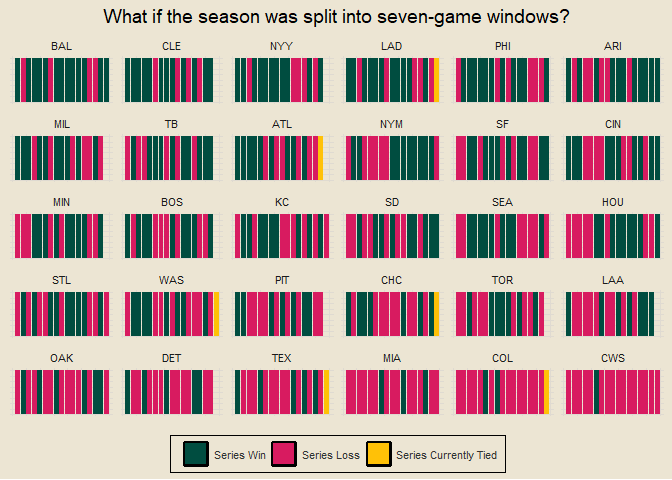 What if the season was split into seven-game windows?
BAL CLE NYY LAD PHI ARI
MIL TB ATL NYM SF CIN
MIN BOS KC SD SEA HOU
STL WAS PIT CHC TOR LAA
OAK DET TEX MIA COL CWS
Series Win Series Loss Series Currently Tied